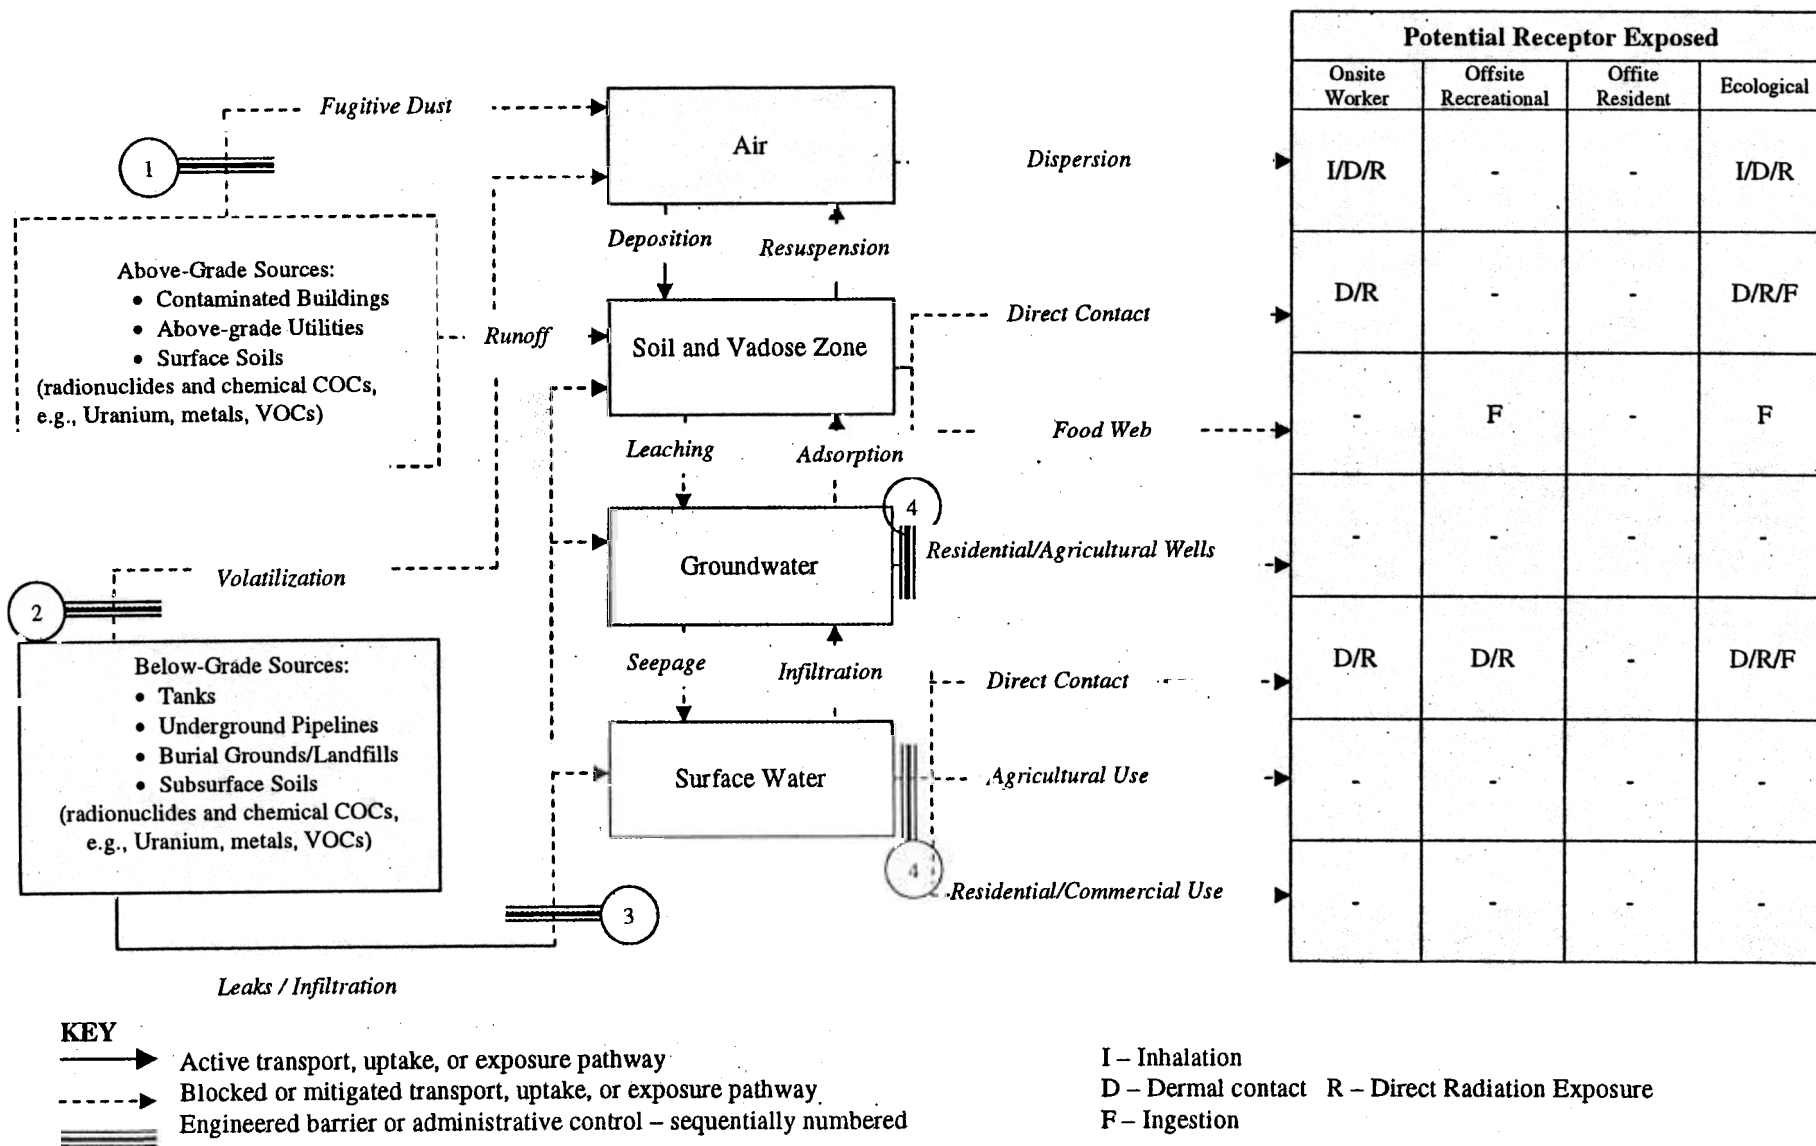 Potential Receptor Exposed
Onsite Worker
Offsite Recreational
Offite Resident
Ecological
Fugitive Dust
1
Air
Dispersion
I/D/R - - I/D/R
Deposition
Resuspension
Above-Grade Sources:
• Contaminated Buildings
• Above-grade Utilities
• Surface Soils
(radionuclides and chemical COCs,
e.g., Uranium, metals, VOCs)
Runoff
Soil and Vadose Zone
Direct Contact
D/R - - D/R/F
Food Web
- F - F
Leaching
Adsorption
4
Groundwater
Residential/Agricultural Wells
- - - -
Volatilization
2
Below-Grade Sources:
• Tanks
• Underground Pipelines
• Burial Grounds/Landfills
• Subsurface Soils
(radionuclides and chemical COCs,
e.g., Uranium, metals, VOCs)
Seepage
Infiltration
Direct Contact
D/R D/R - D/R/F
Surface Water
Agricultural Use
- - - -
4
Residential/Commercial Use
- - - -
3
Leaks / Infiltration
KEY
Active transport, uptake, or exposure pathway
Blocked or mitigated transport, uptake, or exposure pathway
Engineered barrier or administrative control – sequentially numbered
I – Inhalation
D – Dermal contact R – Direct Radiation Exposure
F – Ingestion